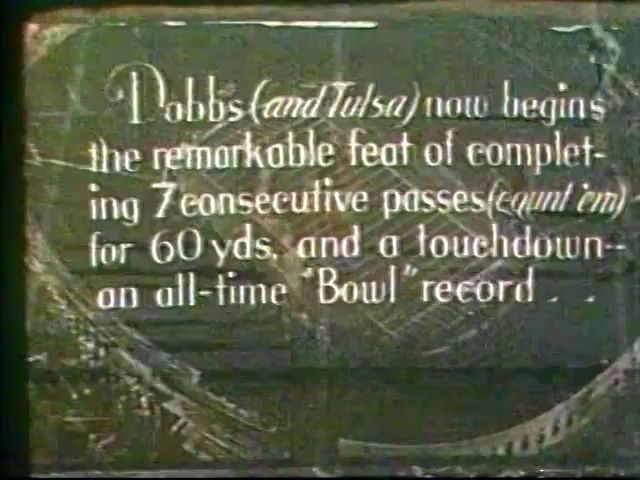 Dobbs (and Tulsa) now begins
the remarkable feat of complet-
ing 7 consecutive passes (count 'em)
for 60 yds. and a touchdown--
an all-time "Bowl" record . .